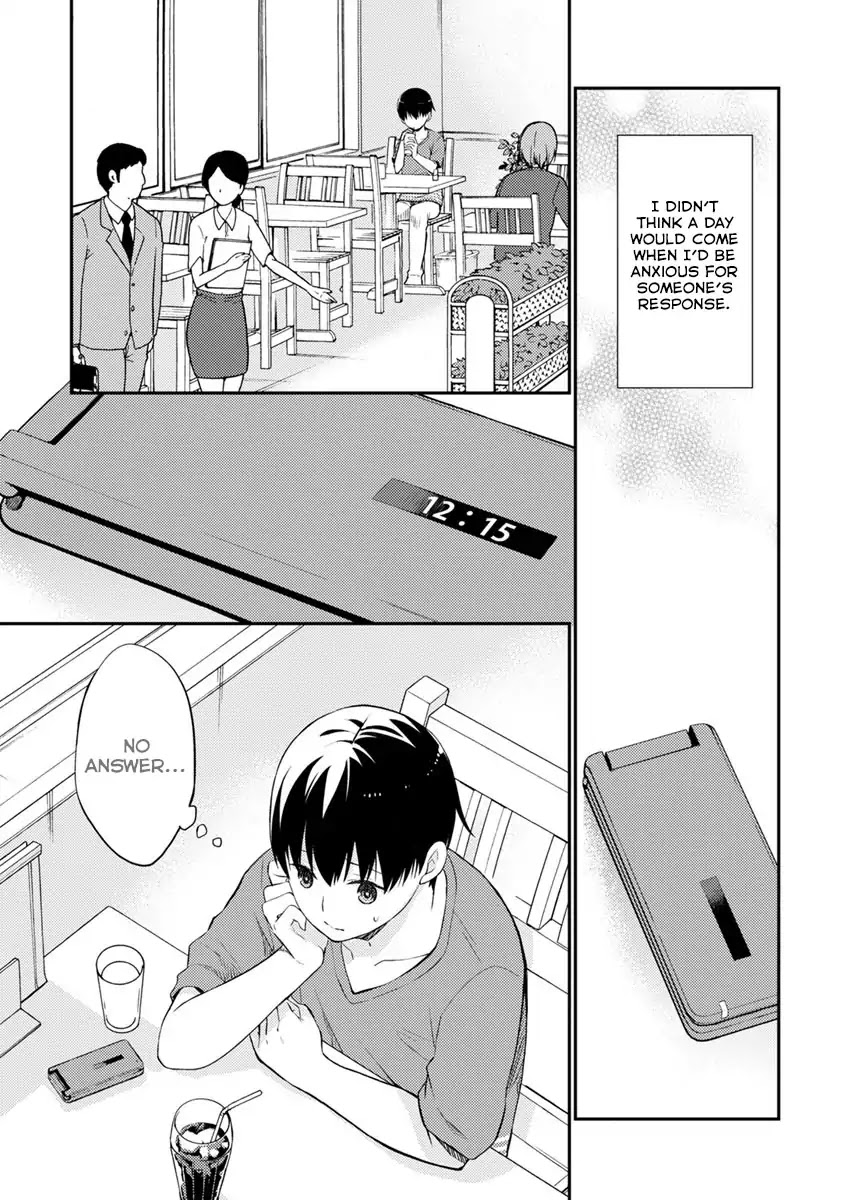 I DIDN'T
THINK A DAY
WOULD COME
WHEN I'D BE
ANXIOUS FOR
SOMEONE'S
RESPONSE.
12:15
NO
ANSWER...